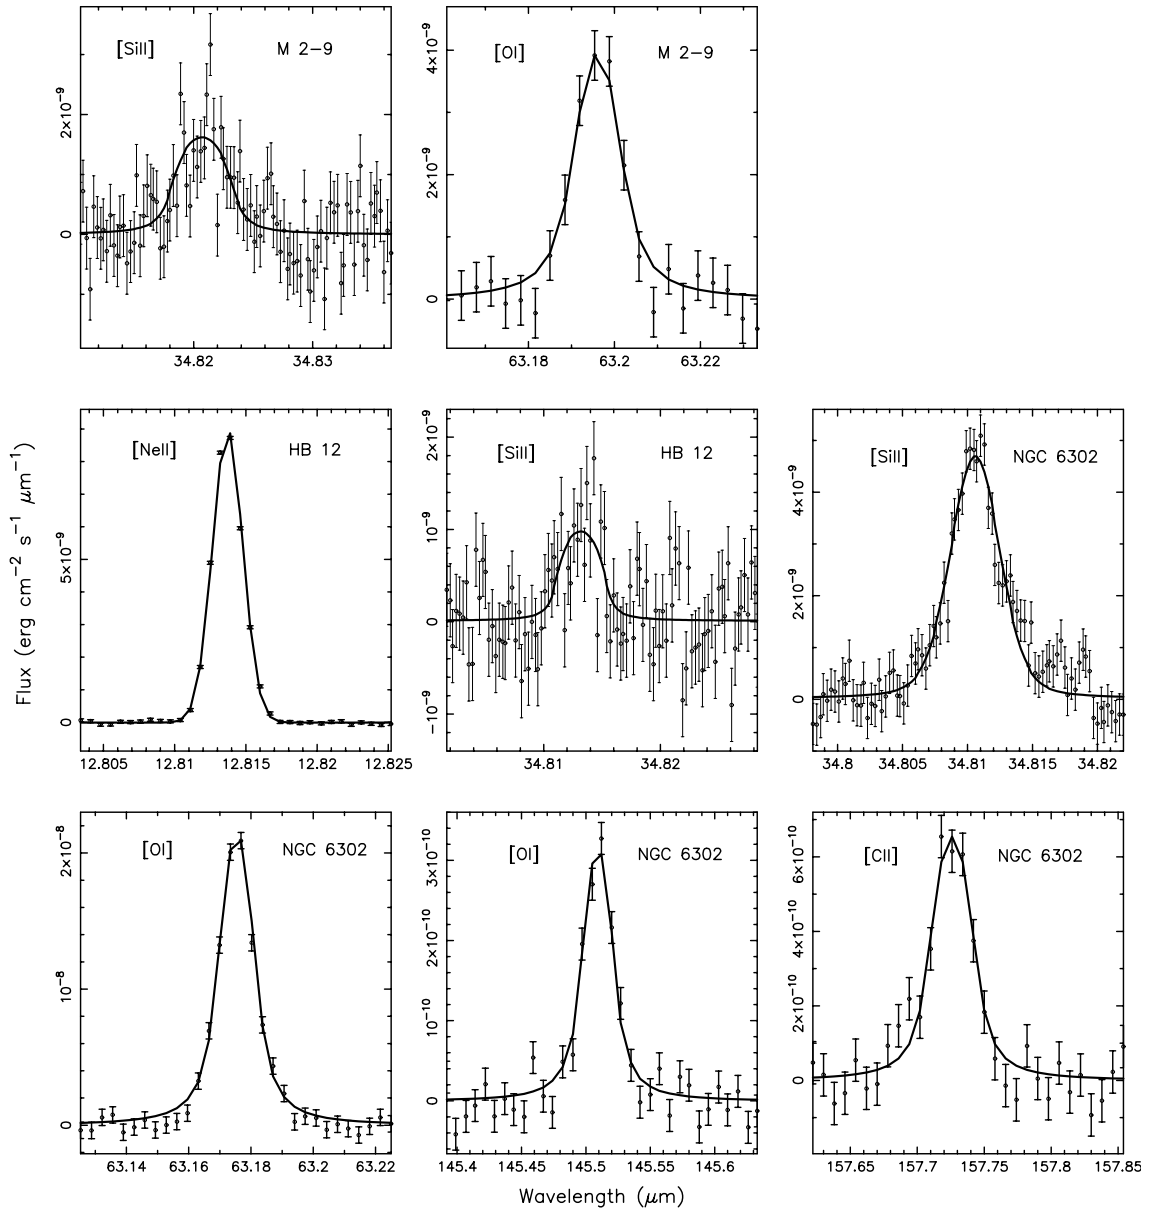 [SiII] M 2-9
2×10⁻⁹
0
34.82 34.83
[OI] M 2-9
4×10⁻⁹
2×10⁻⁹
0
63.18 63.2 63.22
Flux (erg cm⁻² s⁻¹ μm⁻¹)
[NeII] HB 12
5×10⁻⁹
0
12.805 12.81 12.815 12.82 12.825
[SiII] HB 12
2×10⁻⁹
10⁻⁹
0
−10⁻⁹
34.81 34.82
[SiII] NGC 6302
4×10⁻⁹
2×10⁻⁹
0
34.8 34.805 34.81 34.815 34.82
[OI] NGC 6302
2×10⁻⁸
10⁻⁸
0
63.14 63.16 63.18 63.2 63.22
[OI] NGC 6302
3×10⁻¹⁰
2×10⁻¹⁰
10⁻¹⁰
0
145.4 145.45 145.5 145.55 145.6
[CII] NGC 6302
6×10⁻¹⁰
4×10⁻¹⁰
2×10⁻¹⁰
0
157.65 157.7 157.75 157.8 157.85
Wavelength (μm)